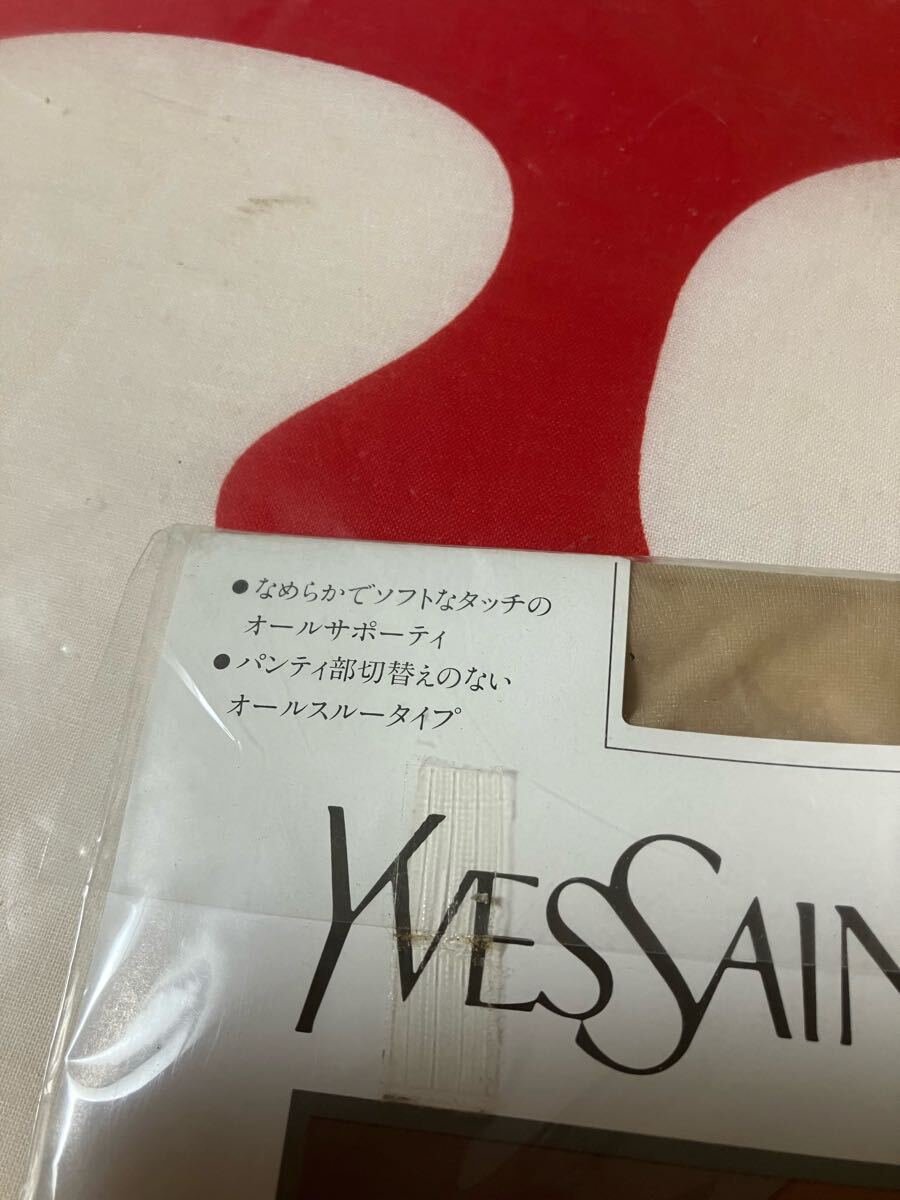 ●なめらかでソフトなタッチの
オールサポーティ
●パンティ部切替えのない
オールスルータイプ
YVESSAIN